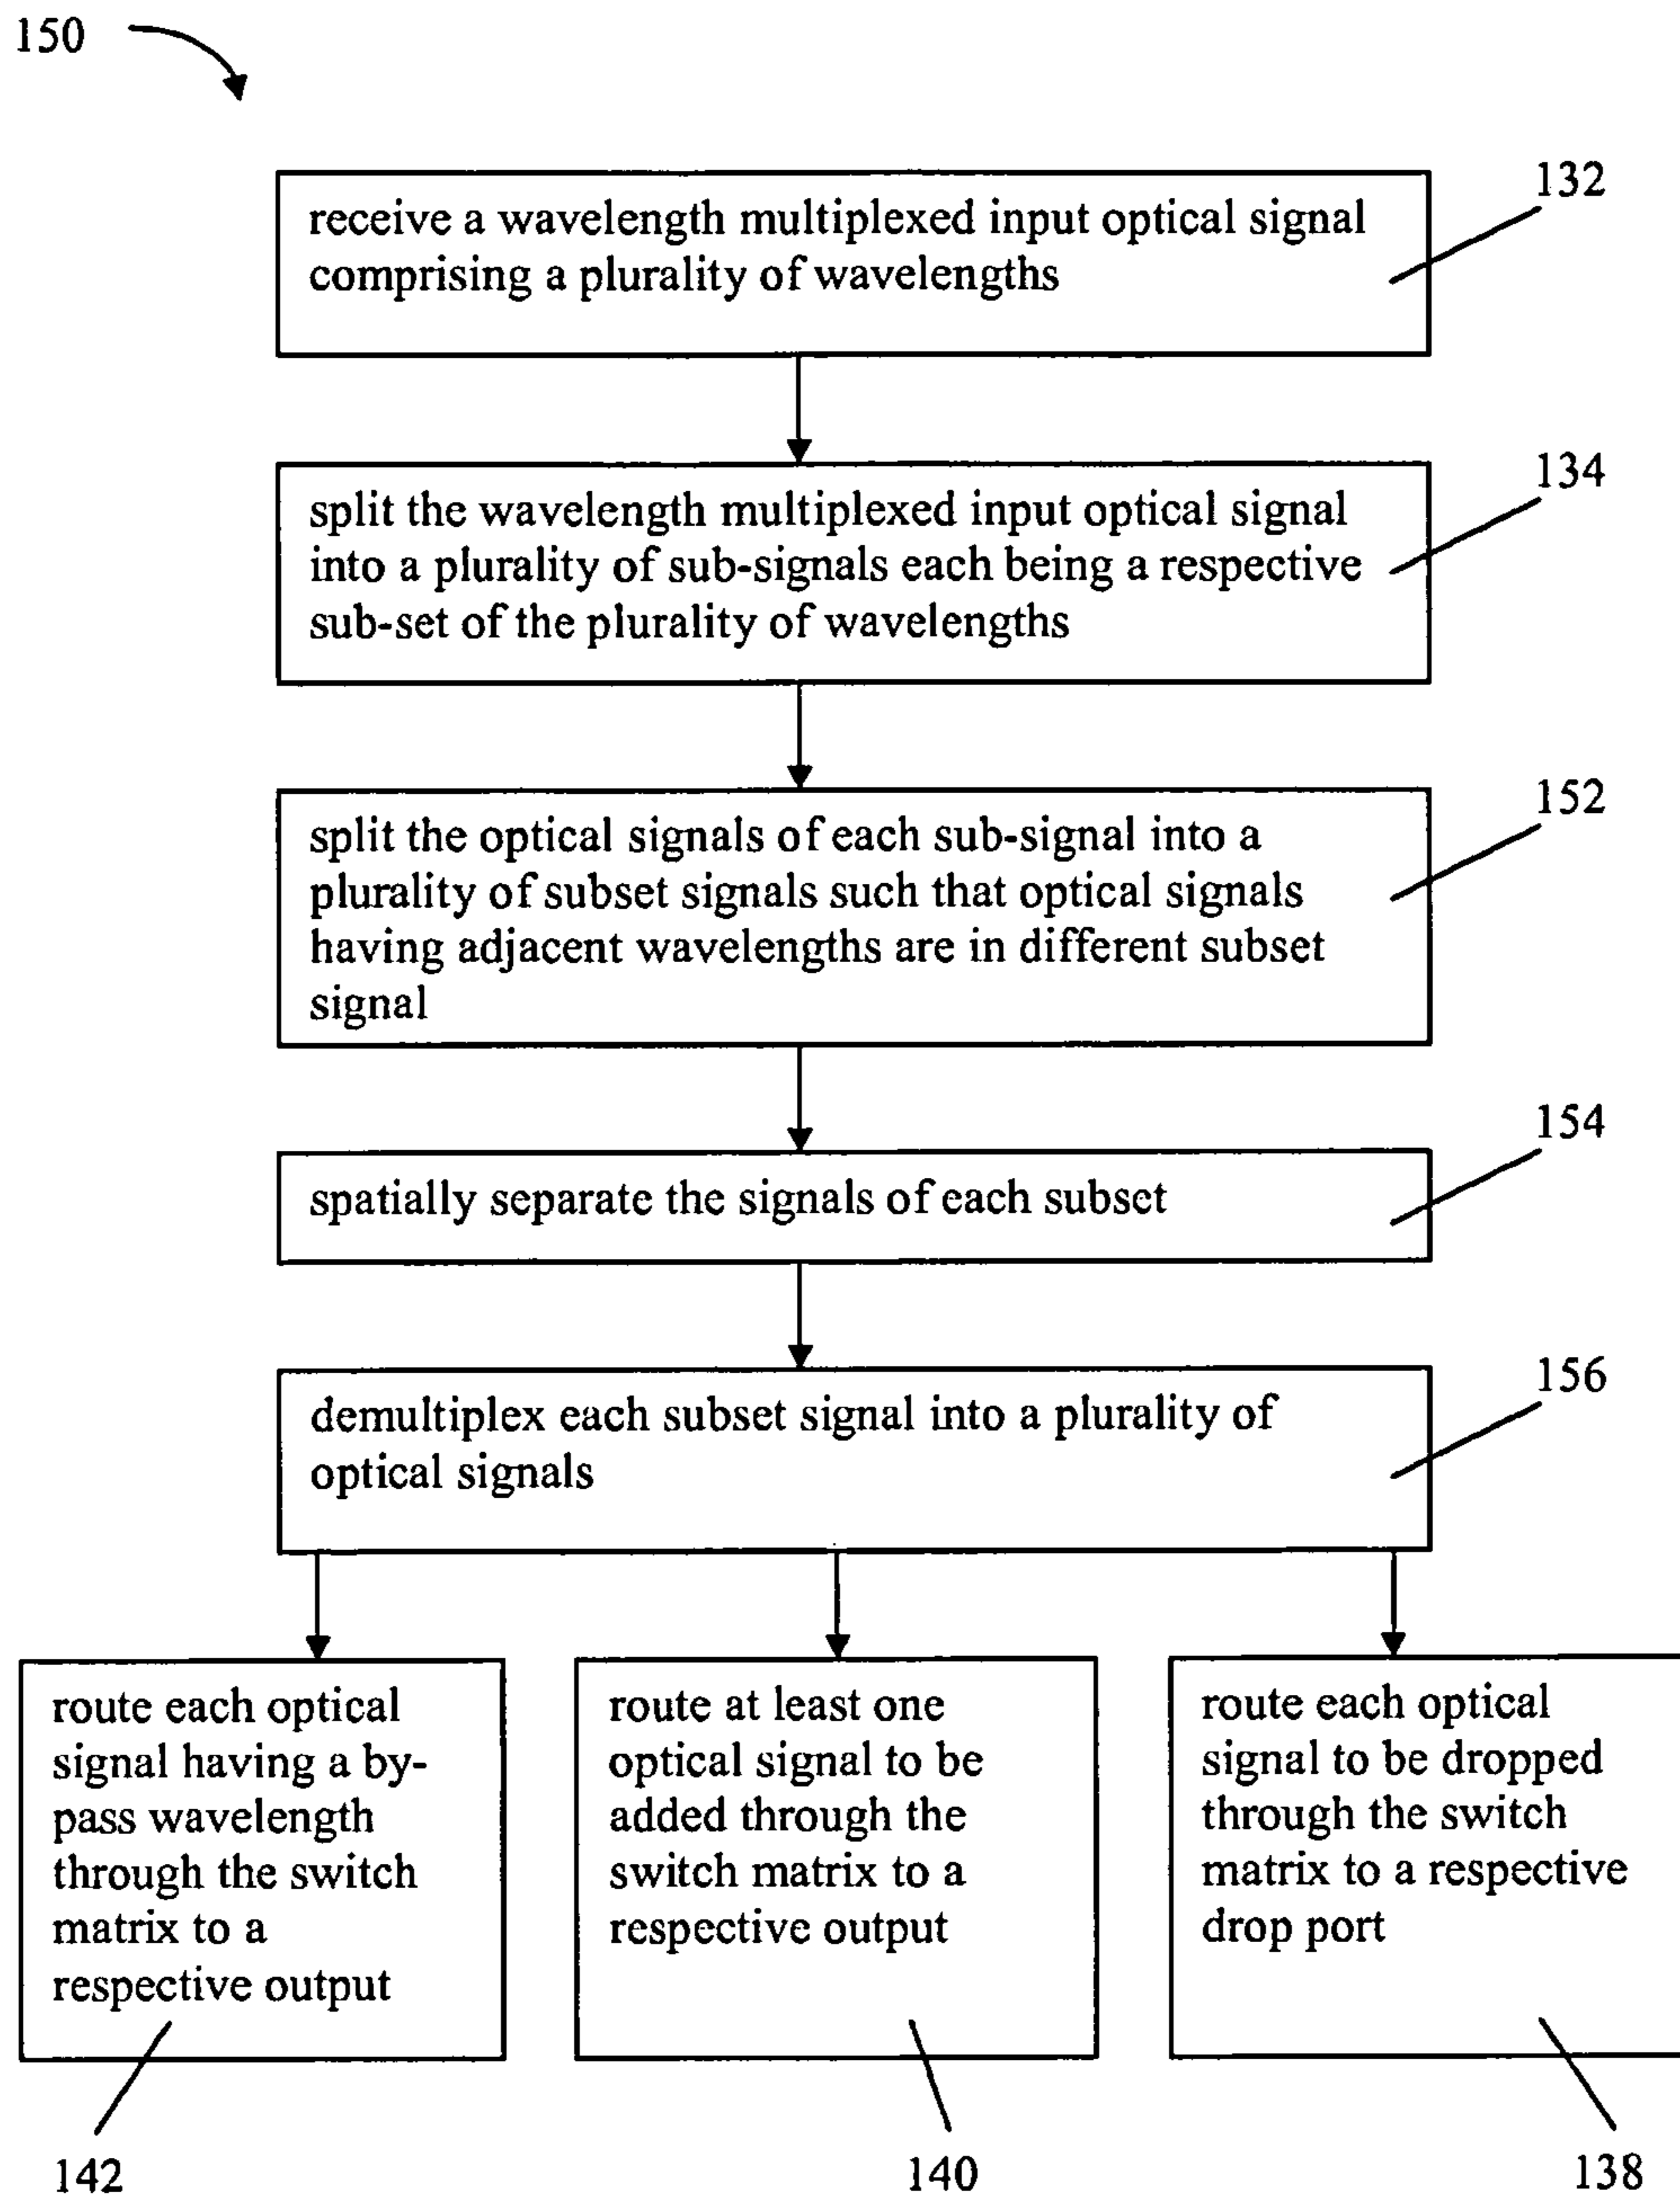 150
132
receive a wavelength multiplexed input optical signal
comprising a plurality of wavelengths
134
split the wavelength multiplexed input optical signal
into a plurality of sub-signals each being a respective
sub-set of the plurality of wavelengths
152
split the optical signals of each sub-signal into a
plurality of subset signals such that optical signals
having adjacent wavelengths are in different subset
signal
154
spatially separate the signals of each subset
156
demultiplex each subset signal into a plurality of
optical signals
route each optical
signal having a by-
pass wavelength
through the switch
matrix to a
respective output
route at least one
optical signal to be
added through the
switch matrix to a
respective output
route each optical
signal to be dropped
through the switch
matrix to a respective
drop port
142
140
138